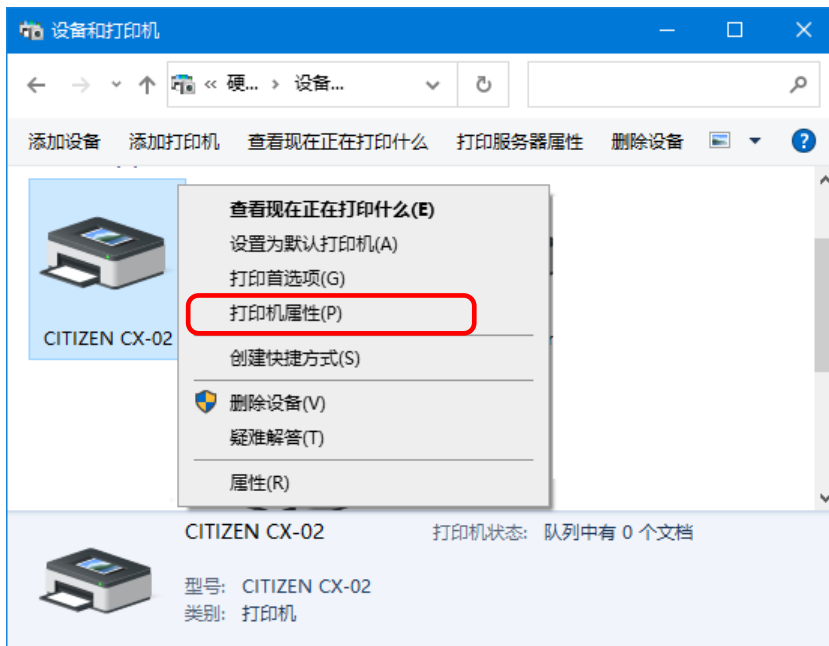 设备和打印机
« 硬... › 设备...
添加设备 添加打印机 查看现在正在打印什么 打印服务器属性 删除设备
查看现在正在打印什么(E)
设置为默认打印机(A)
打印首选项(G)
打印机属性(P)
创建快捷方式(S)
删除设备(V)
疑难解答(T)
属性(R)
CITIZEN CX-02
CITIZEN CX-02 打印机状态: 队列中有 0 个文档
型号: CITIZEN CX-02
类别: 打印机